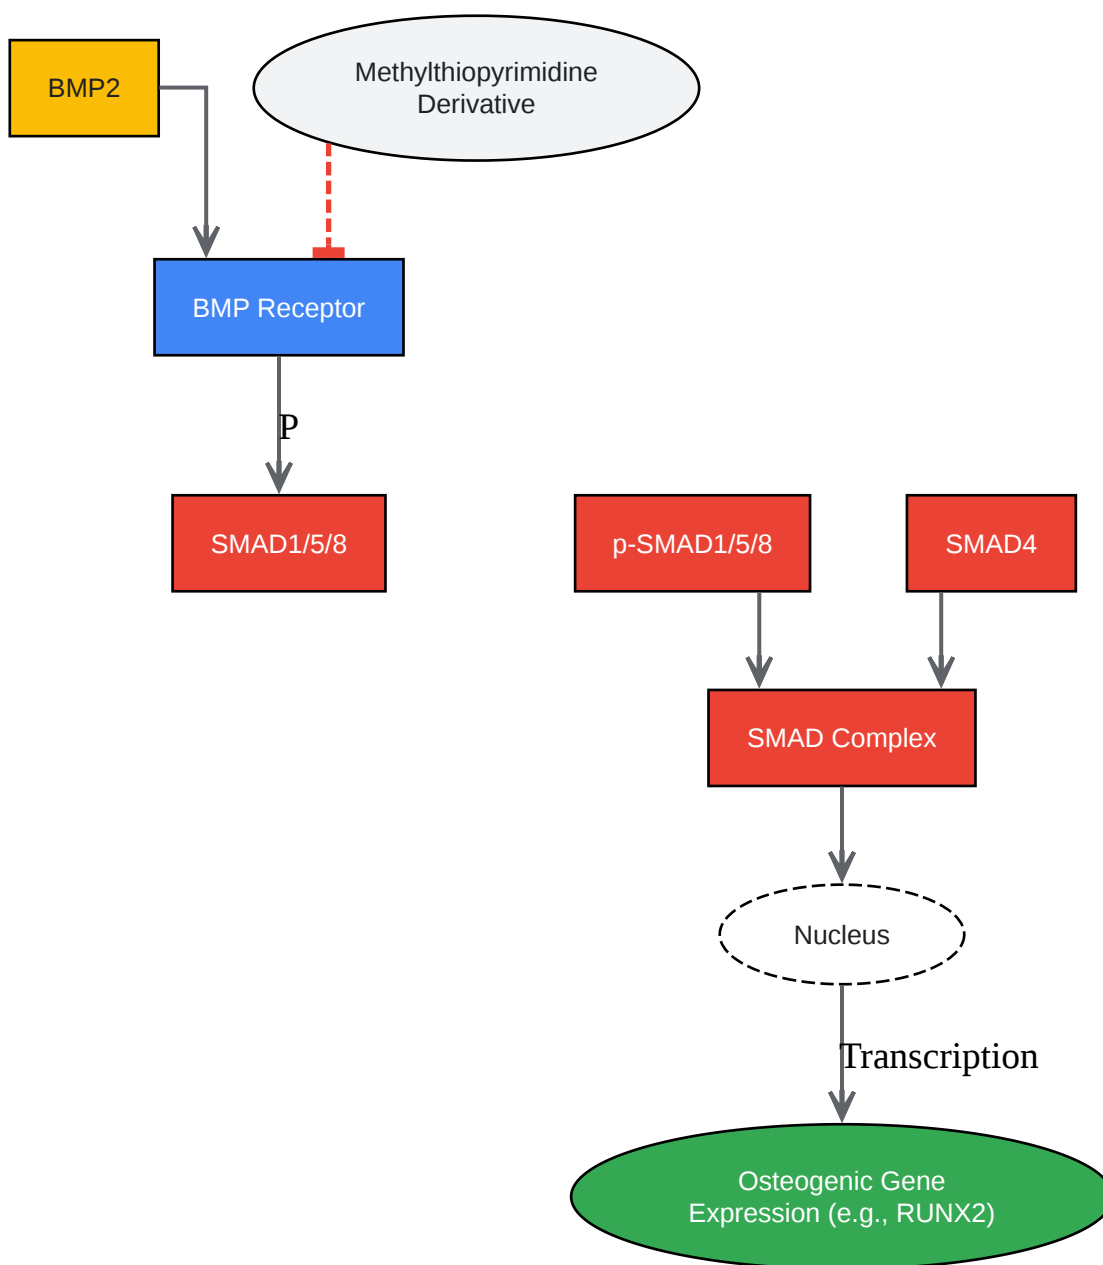 BMP2
Methylthiopyrimidine
Derivative
BMP Receptor
P
SMAD1/5/8
p-SMAD1/5/8
SMAD4
SMAD Complex
Nucleus
Transcription
Osteogenic Gene
Expression (e.g., RUNX2)